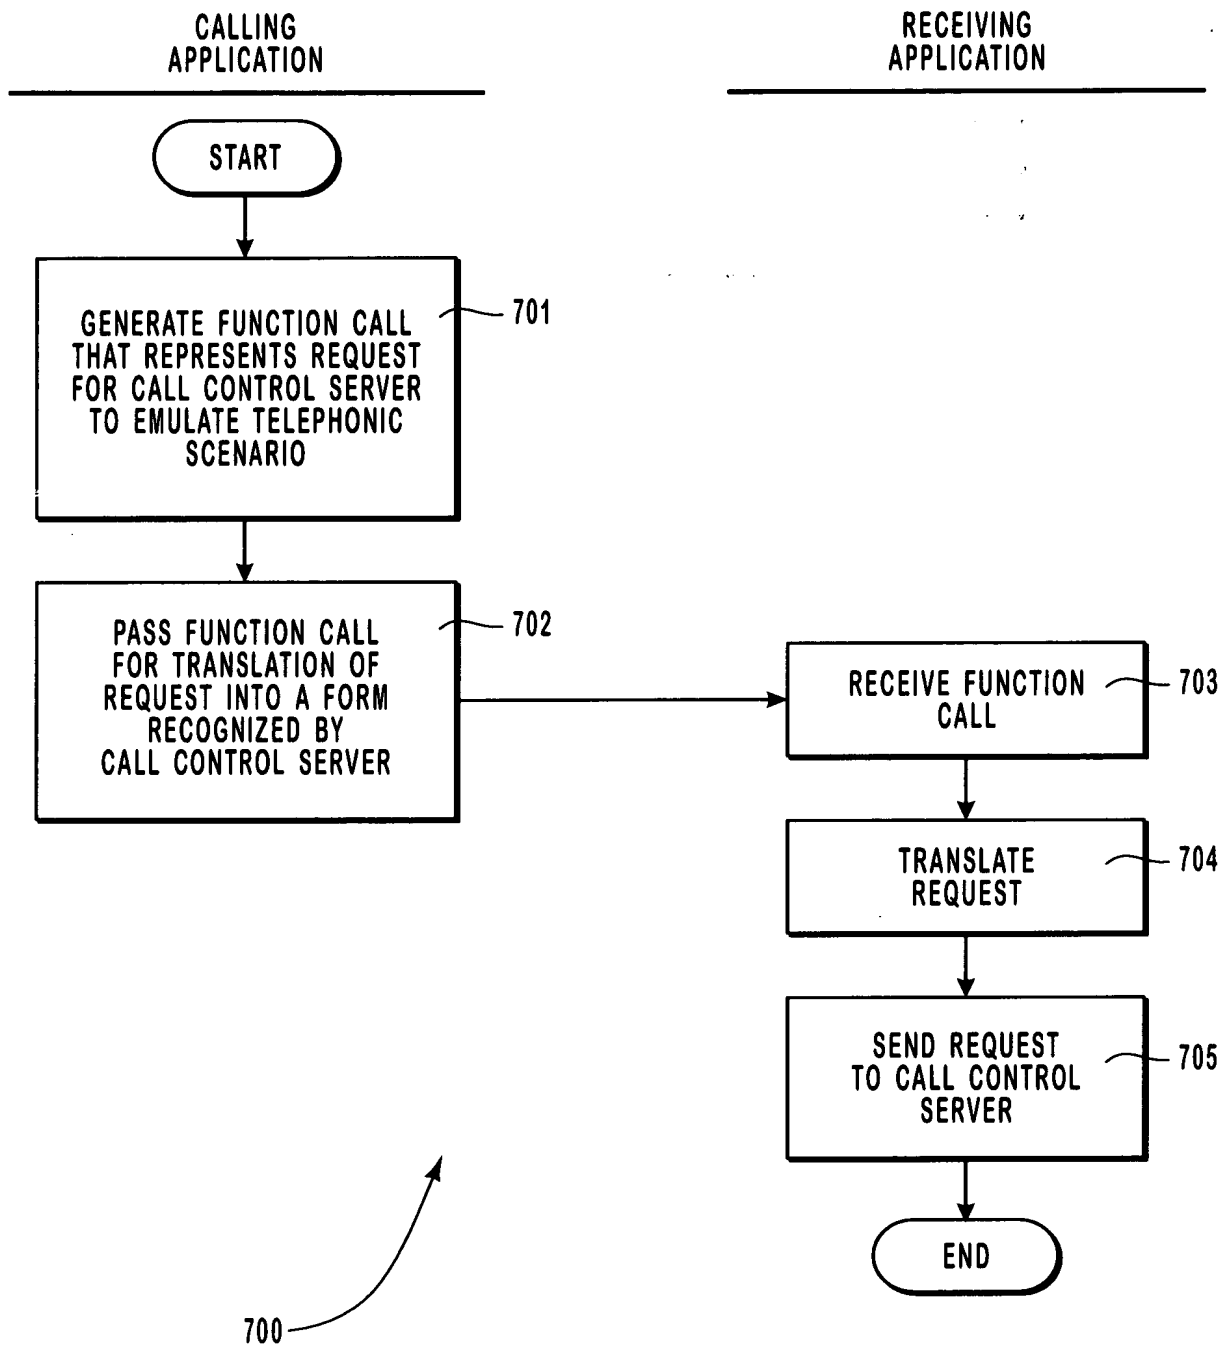 CALLING
APPLICATION
RECEIVING
APPLICATION
START
GENERATE FUNCTION CALL
THAT REPRESENTS REQUEST
FOR CALL CONTROL SERVER
TO EMULATE TELEPHONIC
SCENARIO
701
PASS FUNCTION CALL
FOR TRANSLATION OF
REQUEST INTO A FORM
RECOGNIZED BY
CALL CONTROL SERVER
702
RECEIVE FUNCTION
CALL
703
TRANSLATE
REQUEST
704
SEND REQUEST
TO CALL CONTROL
SERVER
705
END
700